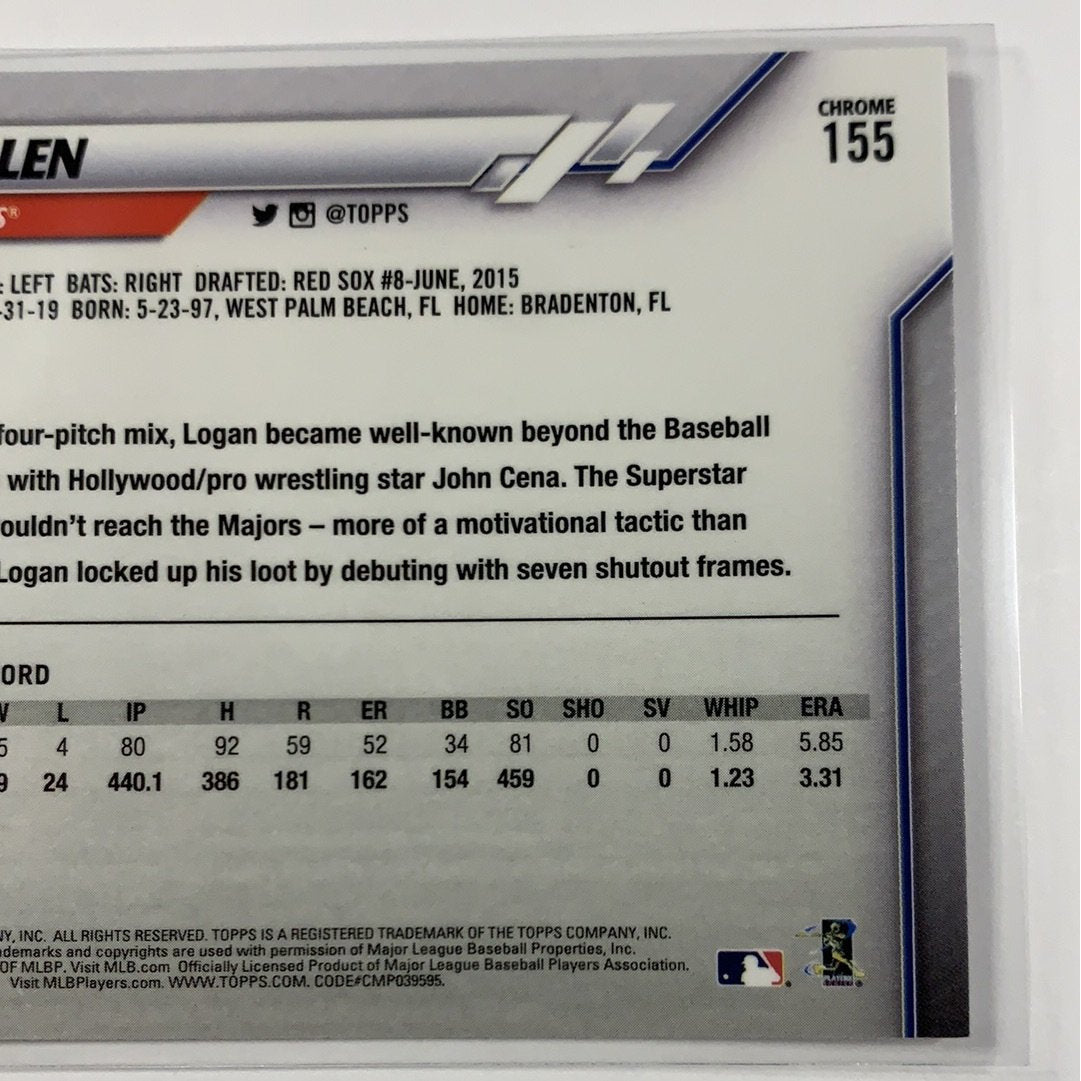 CHROME
155
LEN
S®
@TOPPS
: LEFT BATS: RIGHT DRAFTED: RED SOX #8-JUNE, 2015
-31-19 BORN: 5-23-97, WEST PALM BEACH, FL HOME: BRADENTON, FL
four-pitch mix, Logan became well-known beyond the Baseball
with Hollywood/pro wrestling star John Cena. The Superstar
ouldn't reach the Majors – more of a motivational tactic than
Logan locked up his loot by debuting with seven shutout frames.
ORD
L IP H R ER BB SO SHO SV WHIP ERA
5 4 80 92 59 52 34 81 0 0 1.58 5.85
9 24 440.1 386 181 162 154 459 0 0 1.23 3.31
NY, INC. ALL RIGHTS RESERVED. TOPPS IS A REGISTERED TRADEMARK OF THE TOPPS COMPANY, INC.
demarks and copyrights are used with permission of Major League Baseball Properties, Inc.
OF MLBP. Visit MLB.com Officially Licensed Product of Major League Baseball Players Association.
Visit MLBPlayers.com. WWW.TOPPS.COM. CODE#CMP039595.